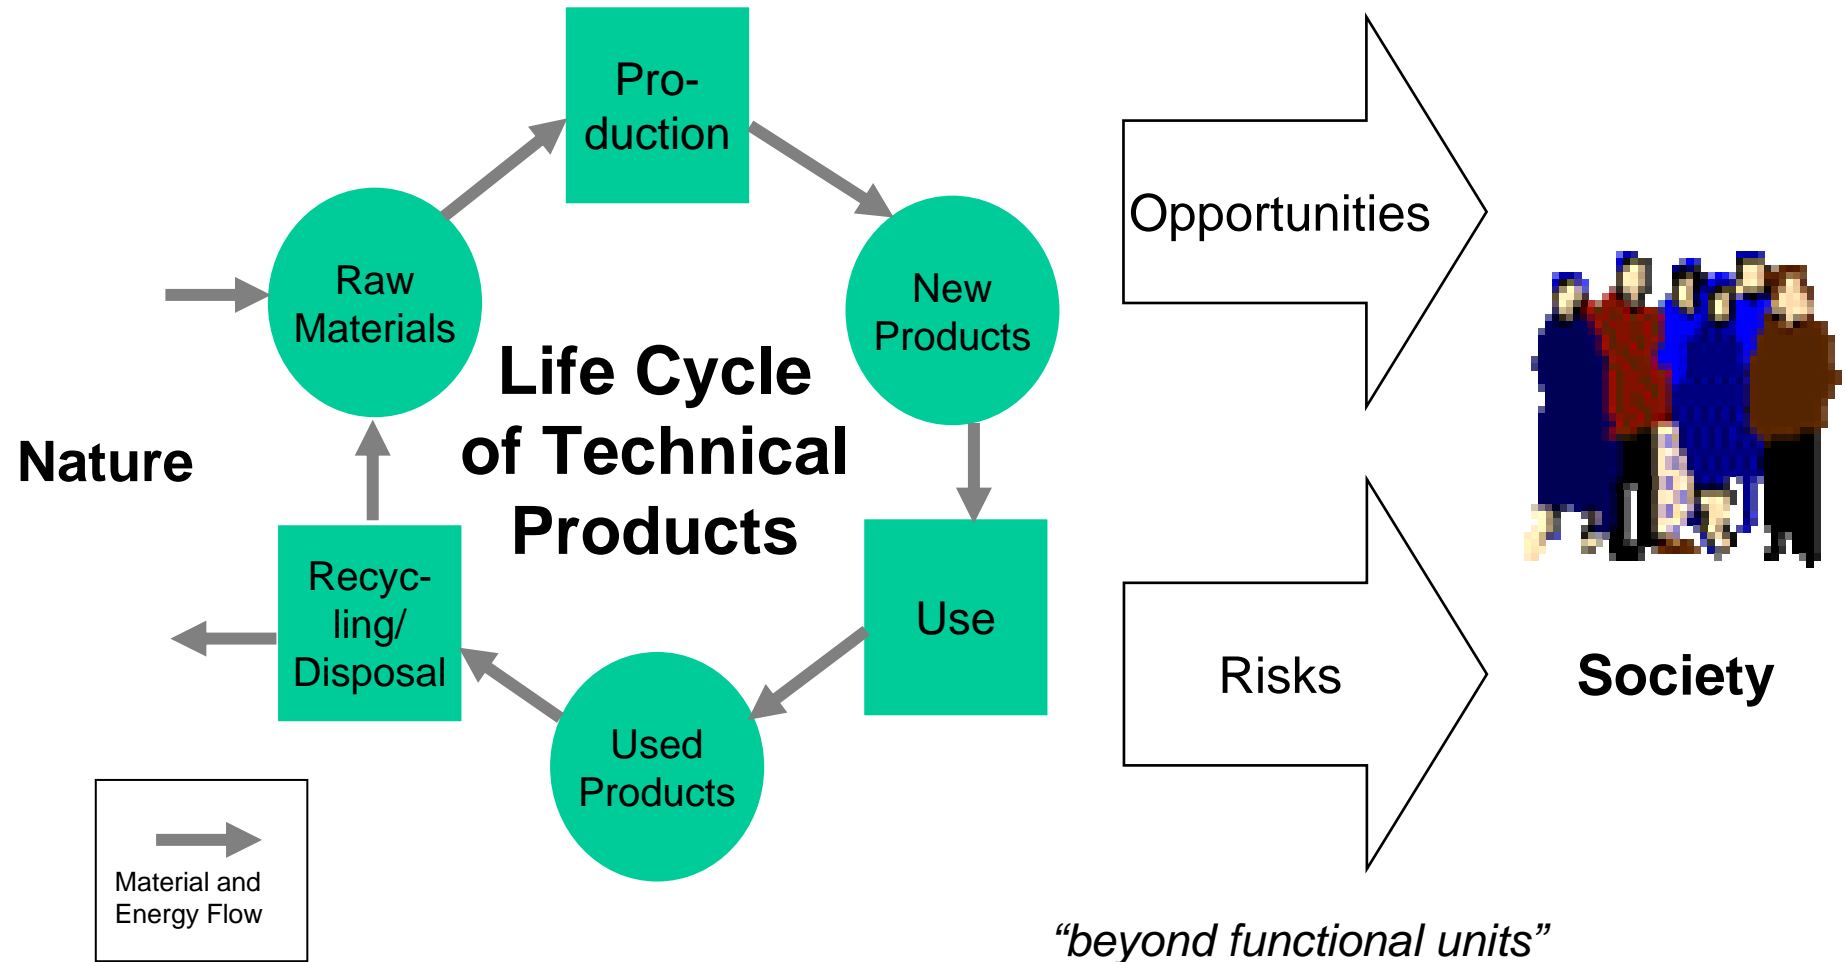 Pro-
duction
Raw
Materials
New
Products
Opportunities
Life Cycle
of Technical
Products
Nature
Recyc-
ling/
Disposal
Use
Risks
Society
Used
Products
Material and
Energy Flow
“beyond functional units”